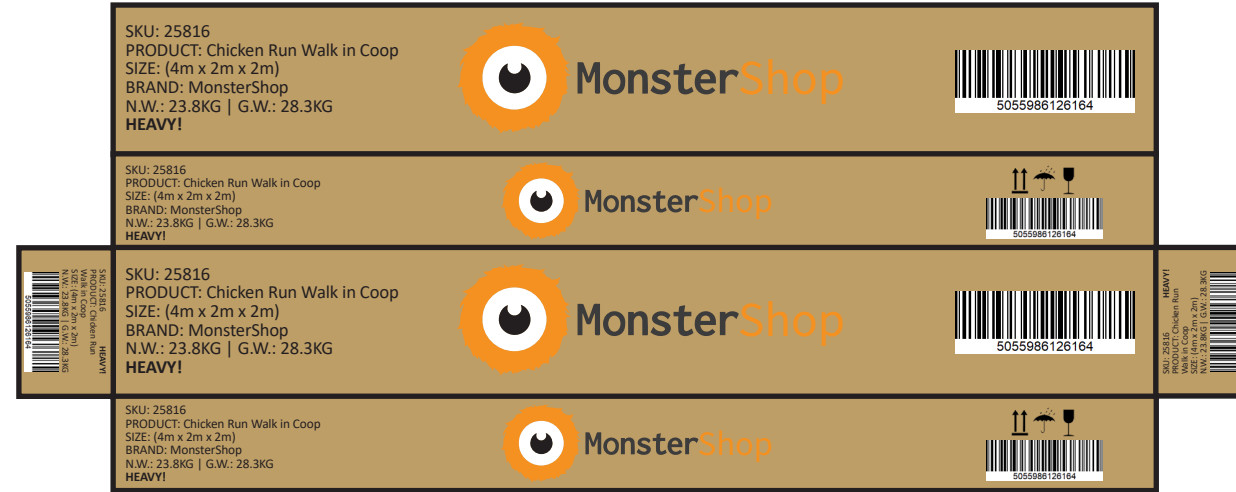 SKU: 25816
PRODUCT: Chicken Run Walk in Coop
SIZE: (4m x 2m x 2m)
BRAND: MonsterShop
N.W.: 23.8KG | G.W.: 28.3KG
HEAVY!
MonsterShop
5055986126164
SKU: 25816
PRODUCT: Chicken Run Walk in Coop
SIZE: (4m x 2m x 2m)
BRAND: MonsterShop
N.W.: 23.8KG | G.W.: 28.3KG
HEAVY!
MonsterShop
5055986126164
SKU: 25816 HEAVY!
PRODUCT: Chicken Run
Walk in Coop
SIZE: (4m x 2m x 2m)
N.W.: 23.8KG | G.W.: 28.3KG
5055986126164
SKU: 25816
PRODUCT: Chicken Run Walk in Coop
SIZE: (4m x 2m x 2m)
BRAND: MonsterShop
N.W.: 23.8KG | G.W.: 28.3KG
HEAVY!
MonsterShop
5055986126164
SKU: 25816 HEAVY!
PRODUCT: Chicken Run
Walk in Coop
SIZE: (4m x 2m x 2m)
N.W.: 23.8KG | G.W.: 28.3KG
SKU: 25816
PRODUCT: Chicken Run Walk in Coop
SIZE: (4m x 2m x 2m)
BRAND: MonsterShop
N.W.: 23.8KG | G.W.: 28.3KG
HEAVY!
MonsterShop
5055986126164